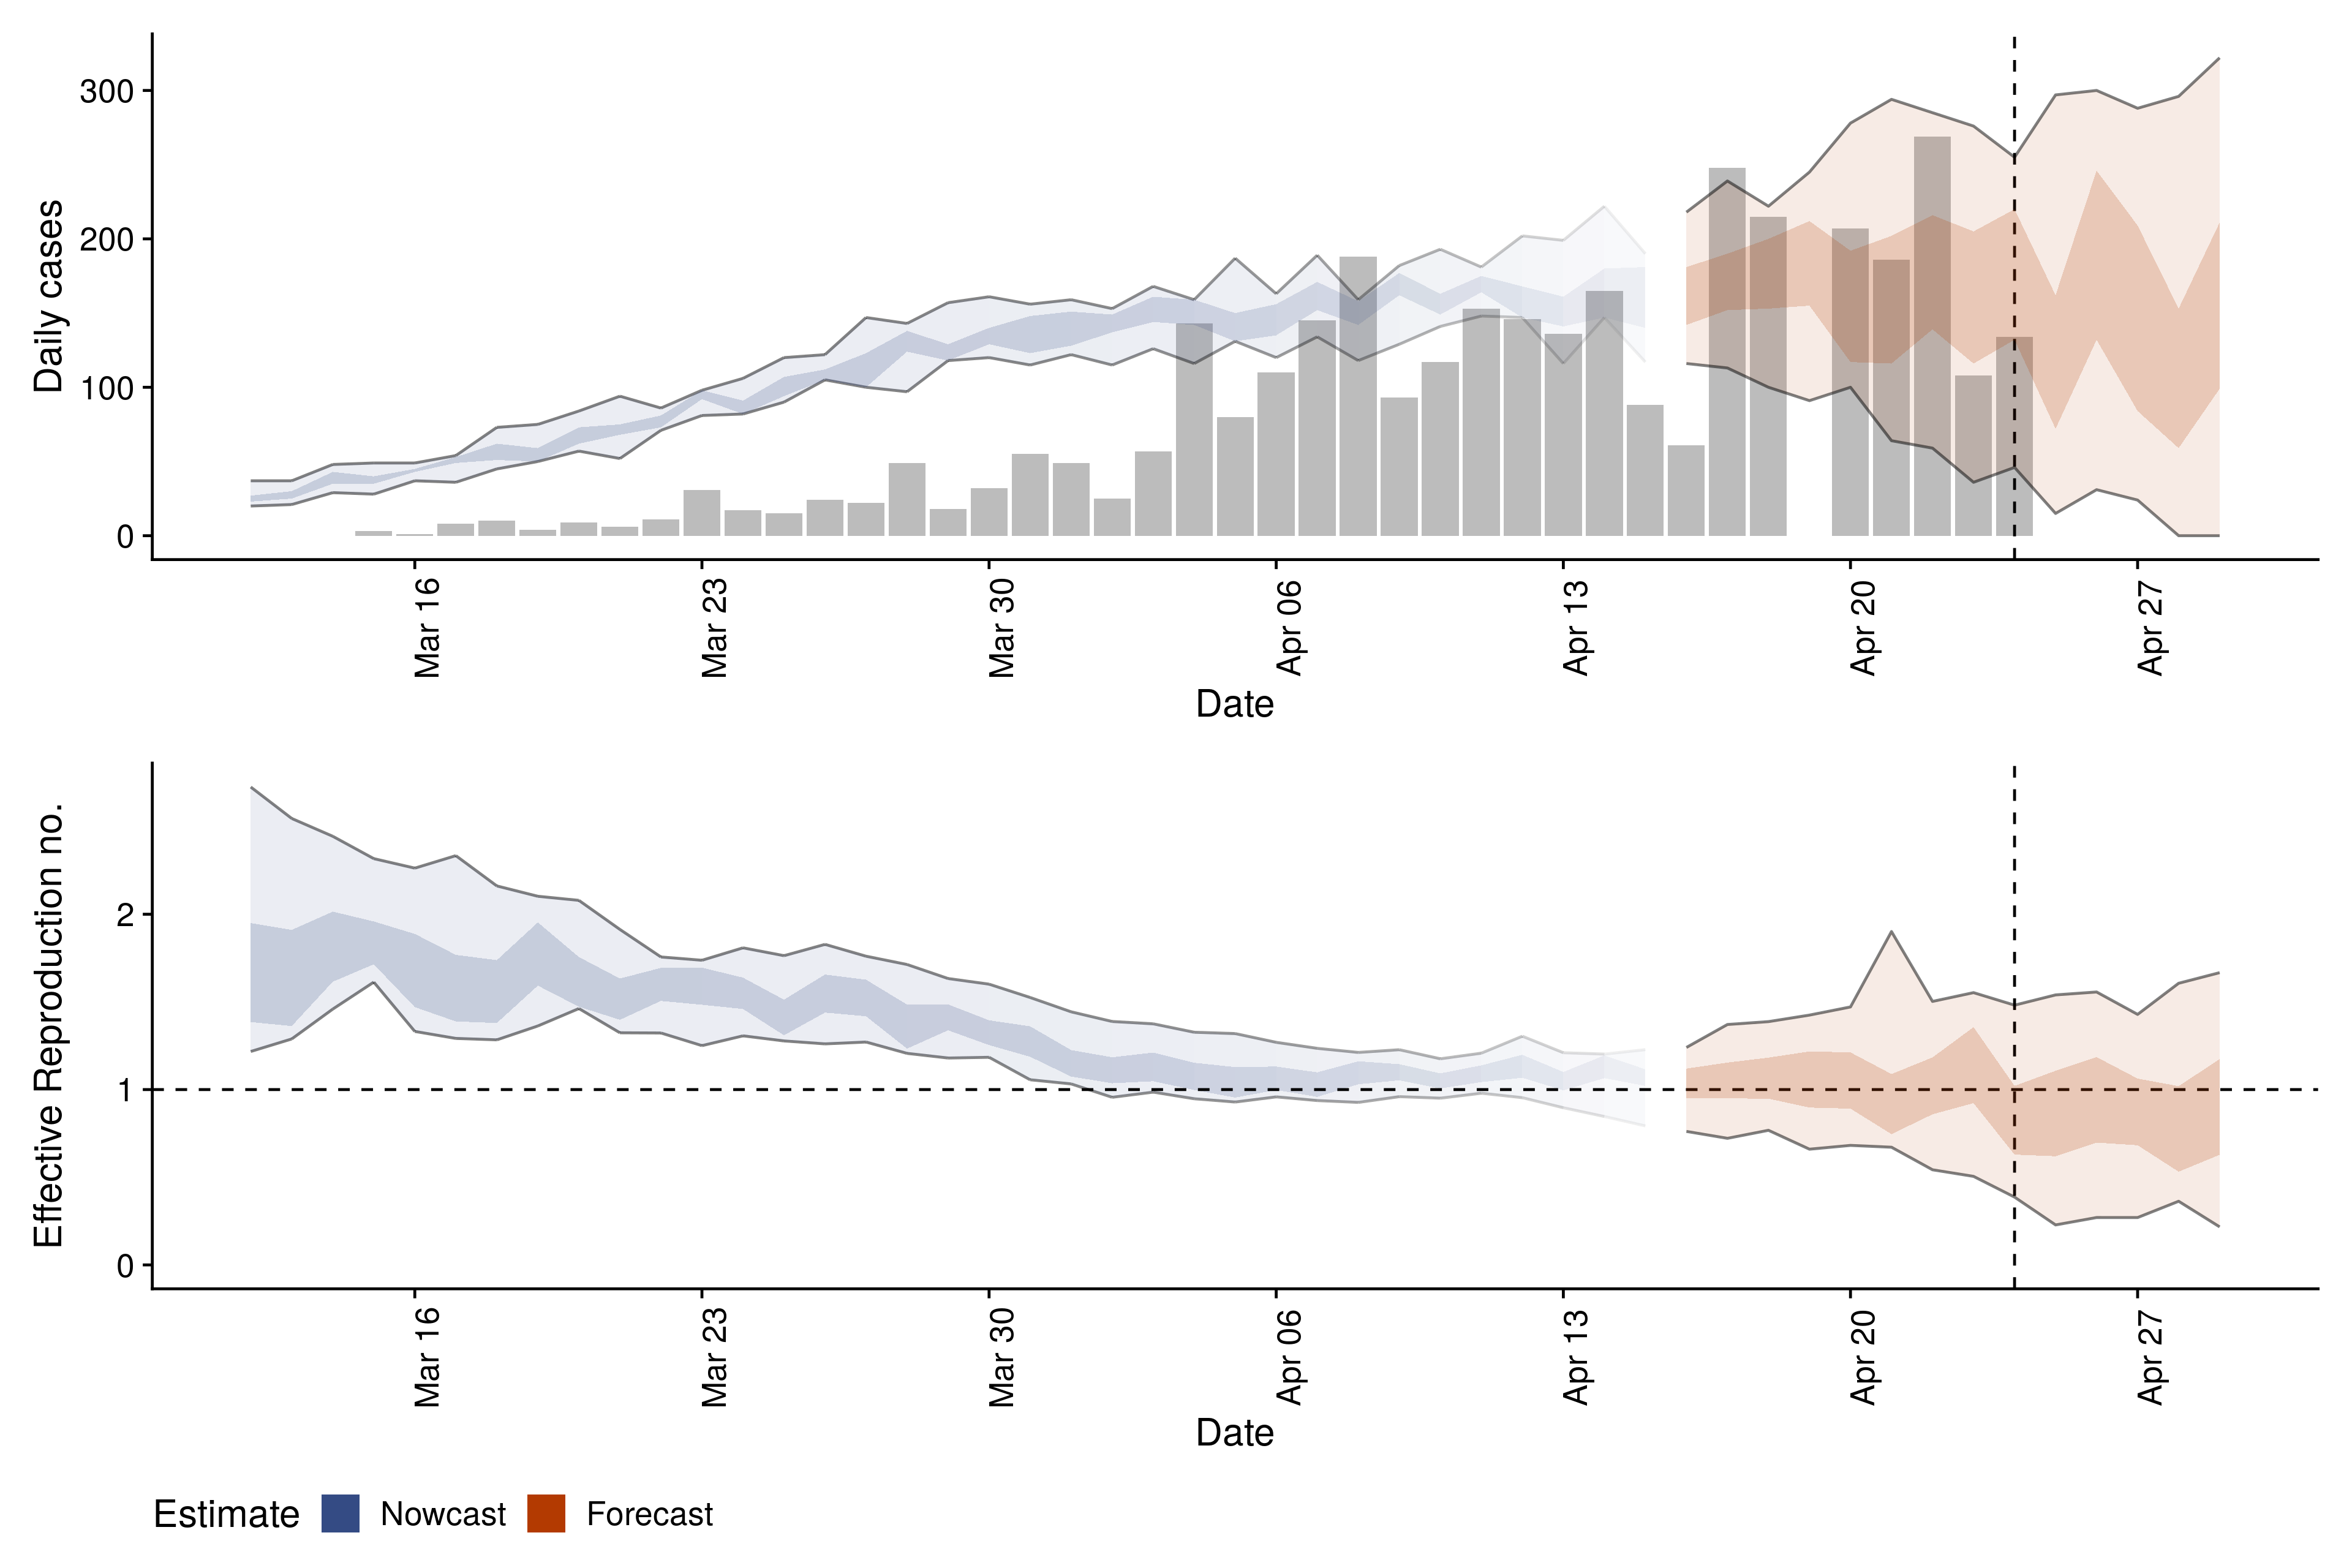 Daily cases
300
200
100
0
Mar 16
Mar 23
Mar 30
Apr 06
Apr 13
Apr 20
Apr 27
Date
Effective Reproduction no.
2
1
0
Mar 16
Mar 23
Mar 30
Apr 06
Apr 13
Apr 20
Apr 27
Date
Estimate Nowcast Forecast